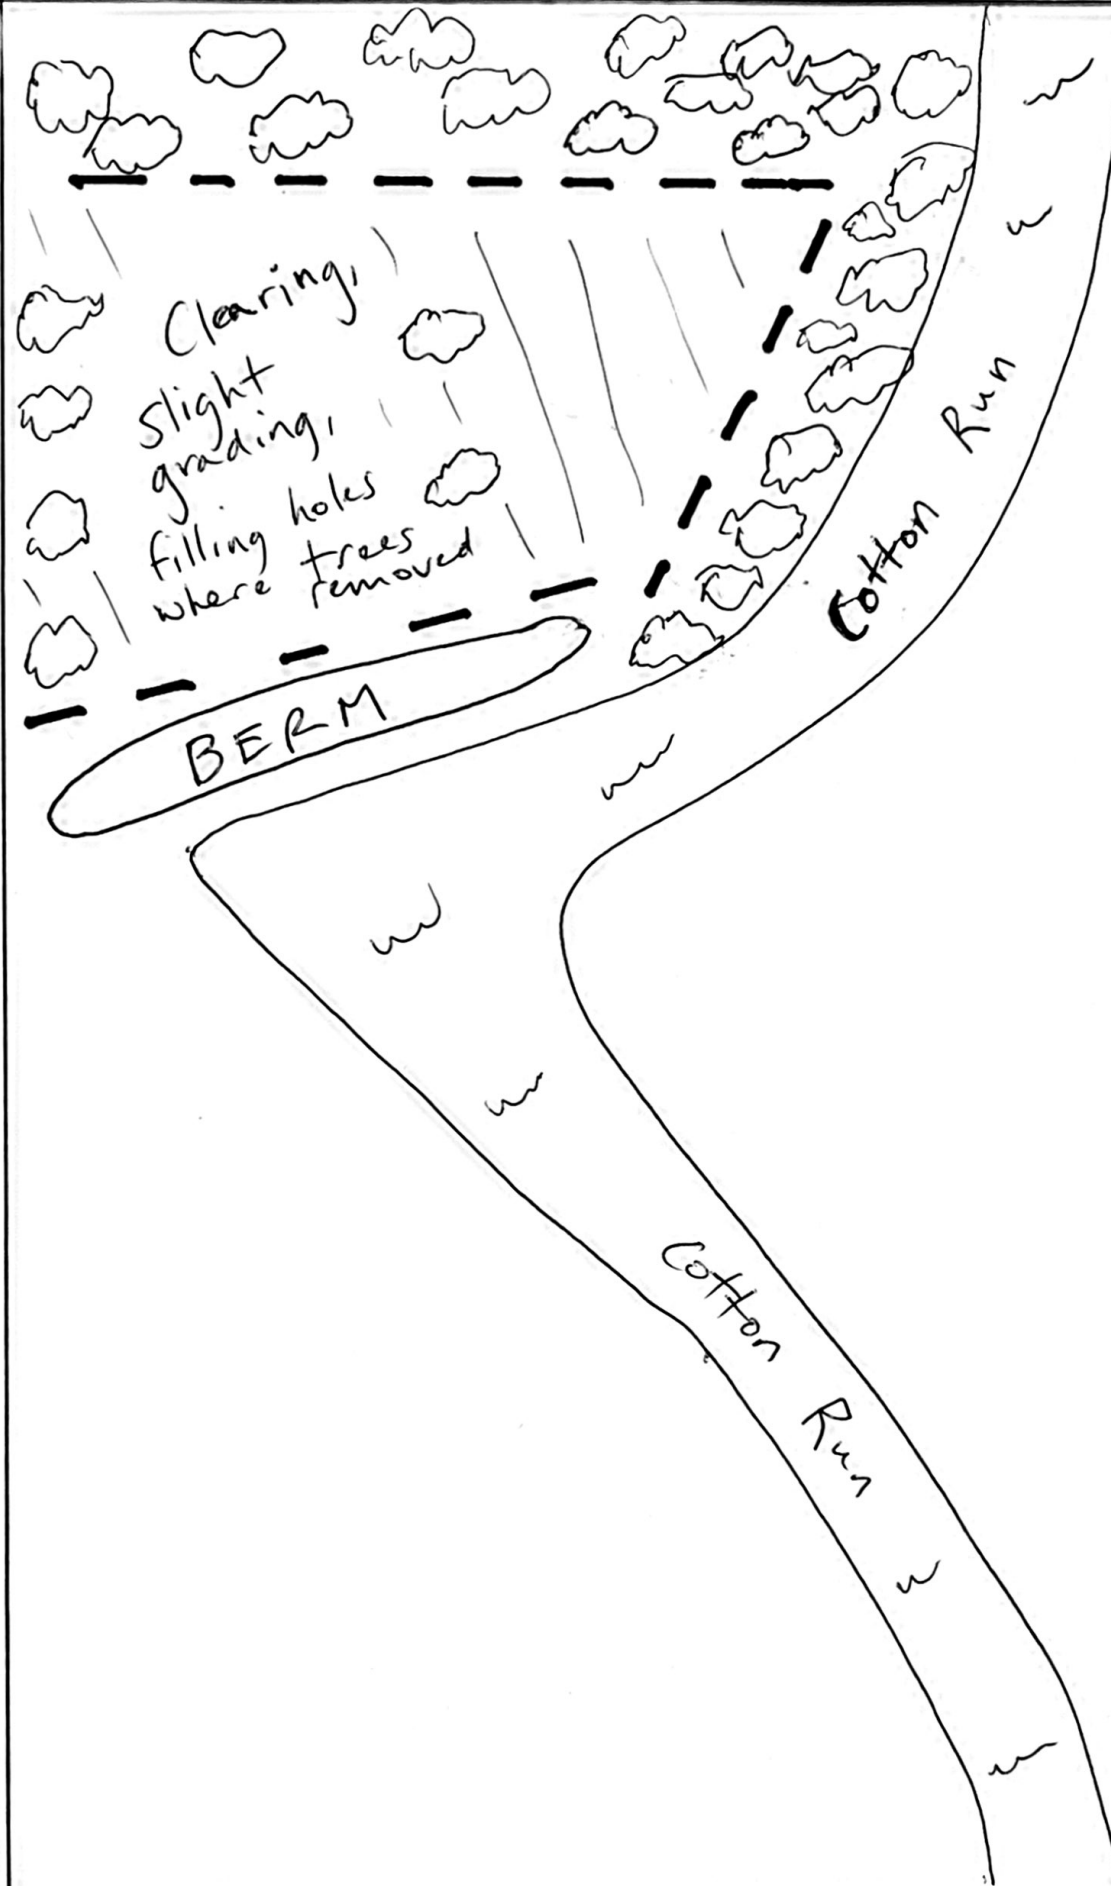 Clearing,
slight
grading,
filling holes
where trees
removed
BERM
Cotton Run
Cotton Run